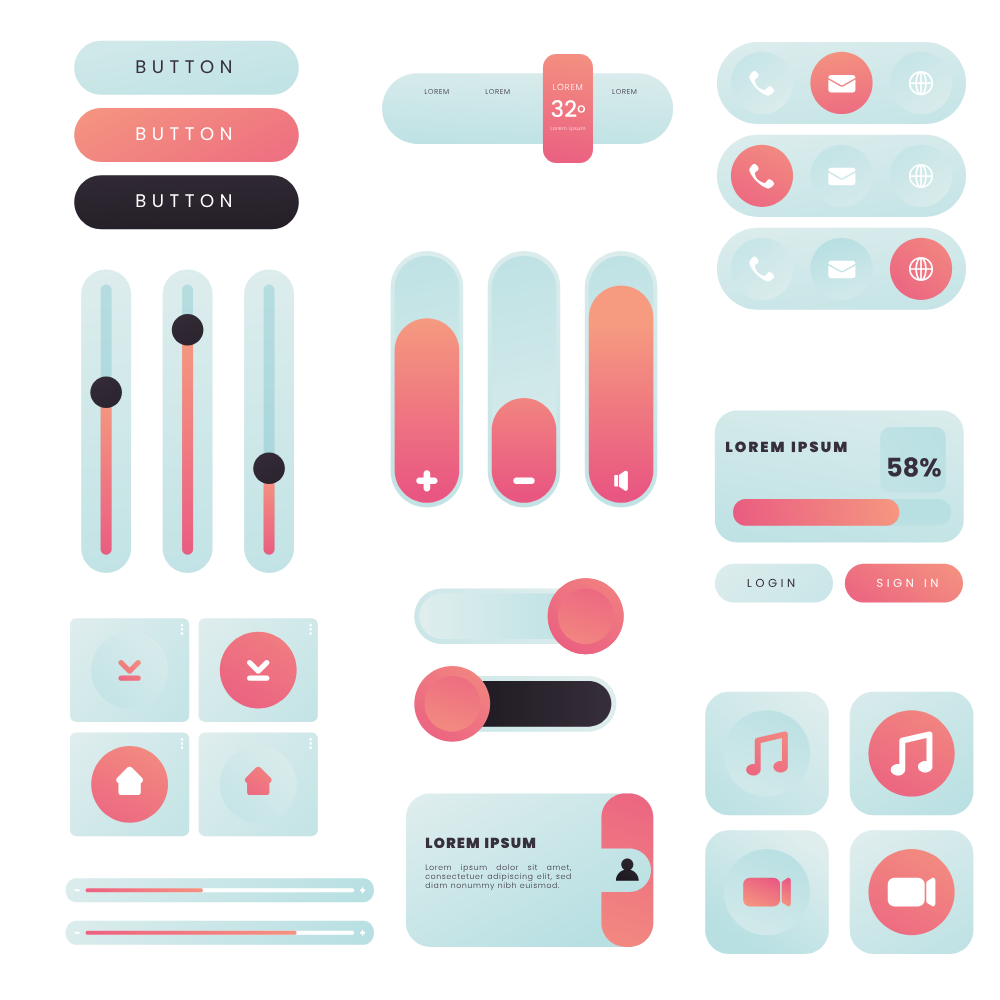 BUTTON
BUTTON
BUTTON
LOREM
LOREM
LOREM
32º
Lorem ipsum
LOREM
LOREM IPSUM
58%
LOGIN
SIGN IN
LOREM IPSUM
Lorem ipsum dolor sit amet,
consectetuer adipiscing elit, sed
diam nonummy nibh euismod.